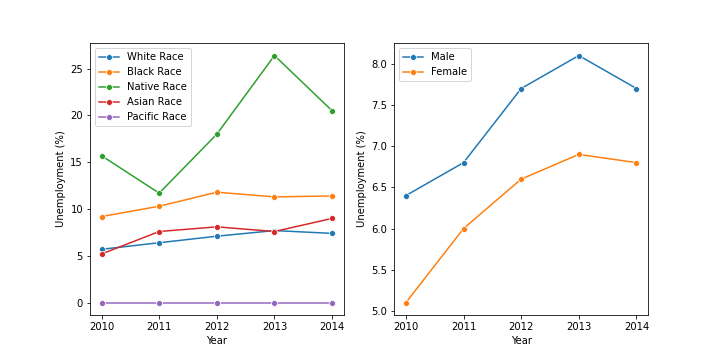 White Race
Black Race
Native Race
Asian Race
Pacific Race
25
20
15
10
5
0
Unemployment (%)
2010 2011 2012 2013 2014
Year
Male
Female
8.0
7.5
7.0
6.5
6.0
5.5
5.0
Unemployment (%)
2010 2011 2012 2013 2014
Year